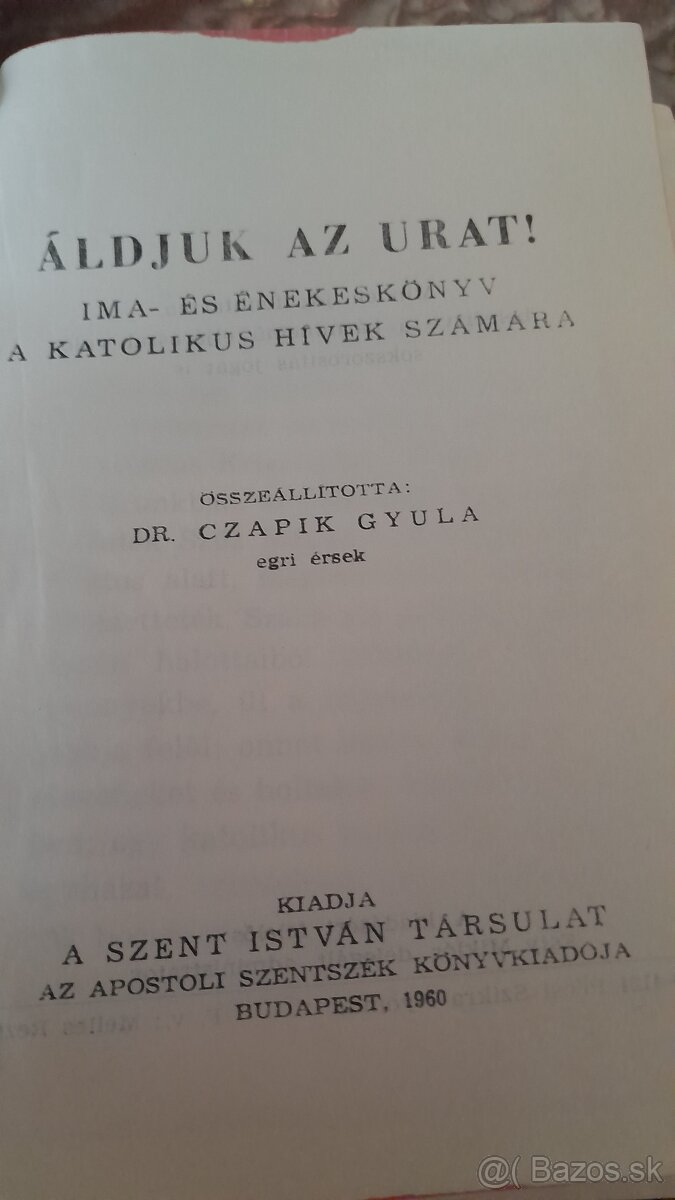 ÁLDJUK AZ URAT!
IMA- ÉS ÉNEKESKÖNYV
A KATOLIKUS HÍVEK SZÁMÁRA
ÖSSZEÁLLÍTOTTA:
DR. CZAPIK GYULA
egri érsek
KIADJA
A SZENT ISTVÁN TÁRSULAT
AZ APOSTOLI SZENTSZÉK KÖNYVKIADÓJA
BUDAPEST, 1960
@( Bazos.sk